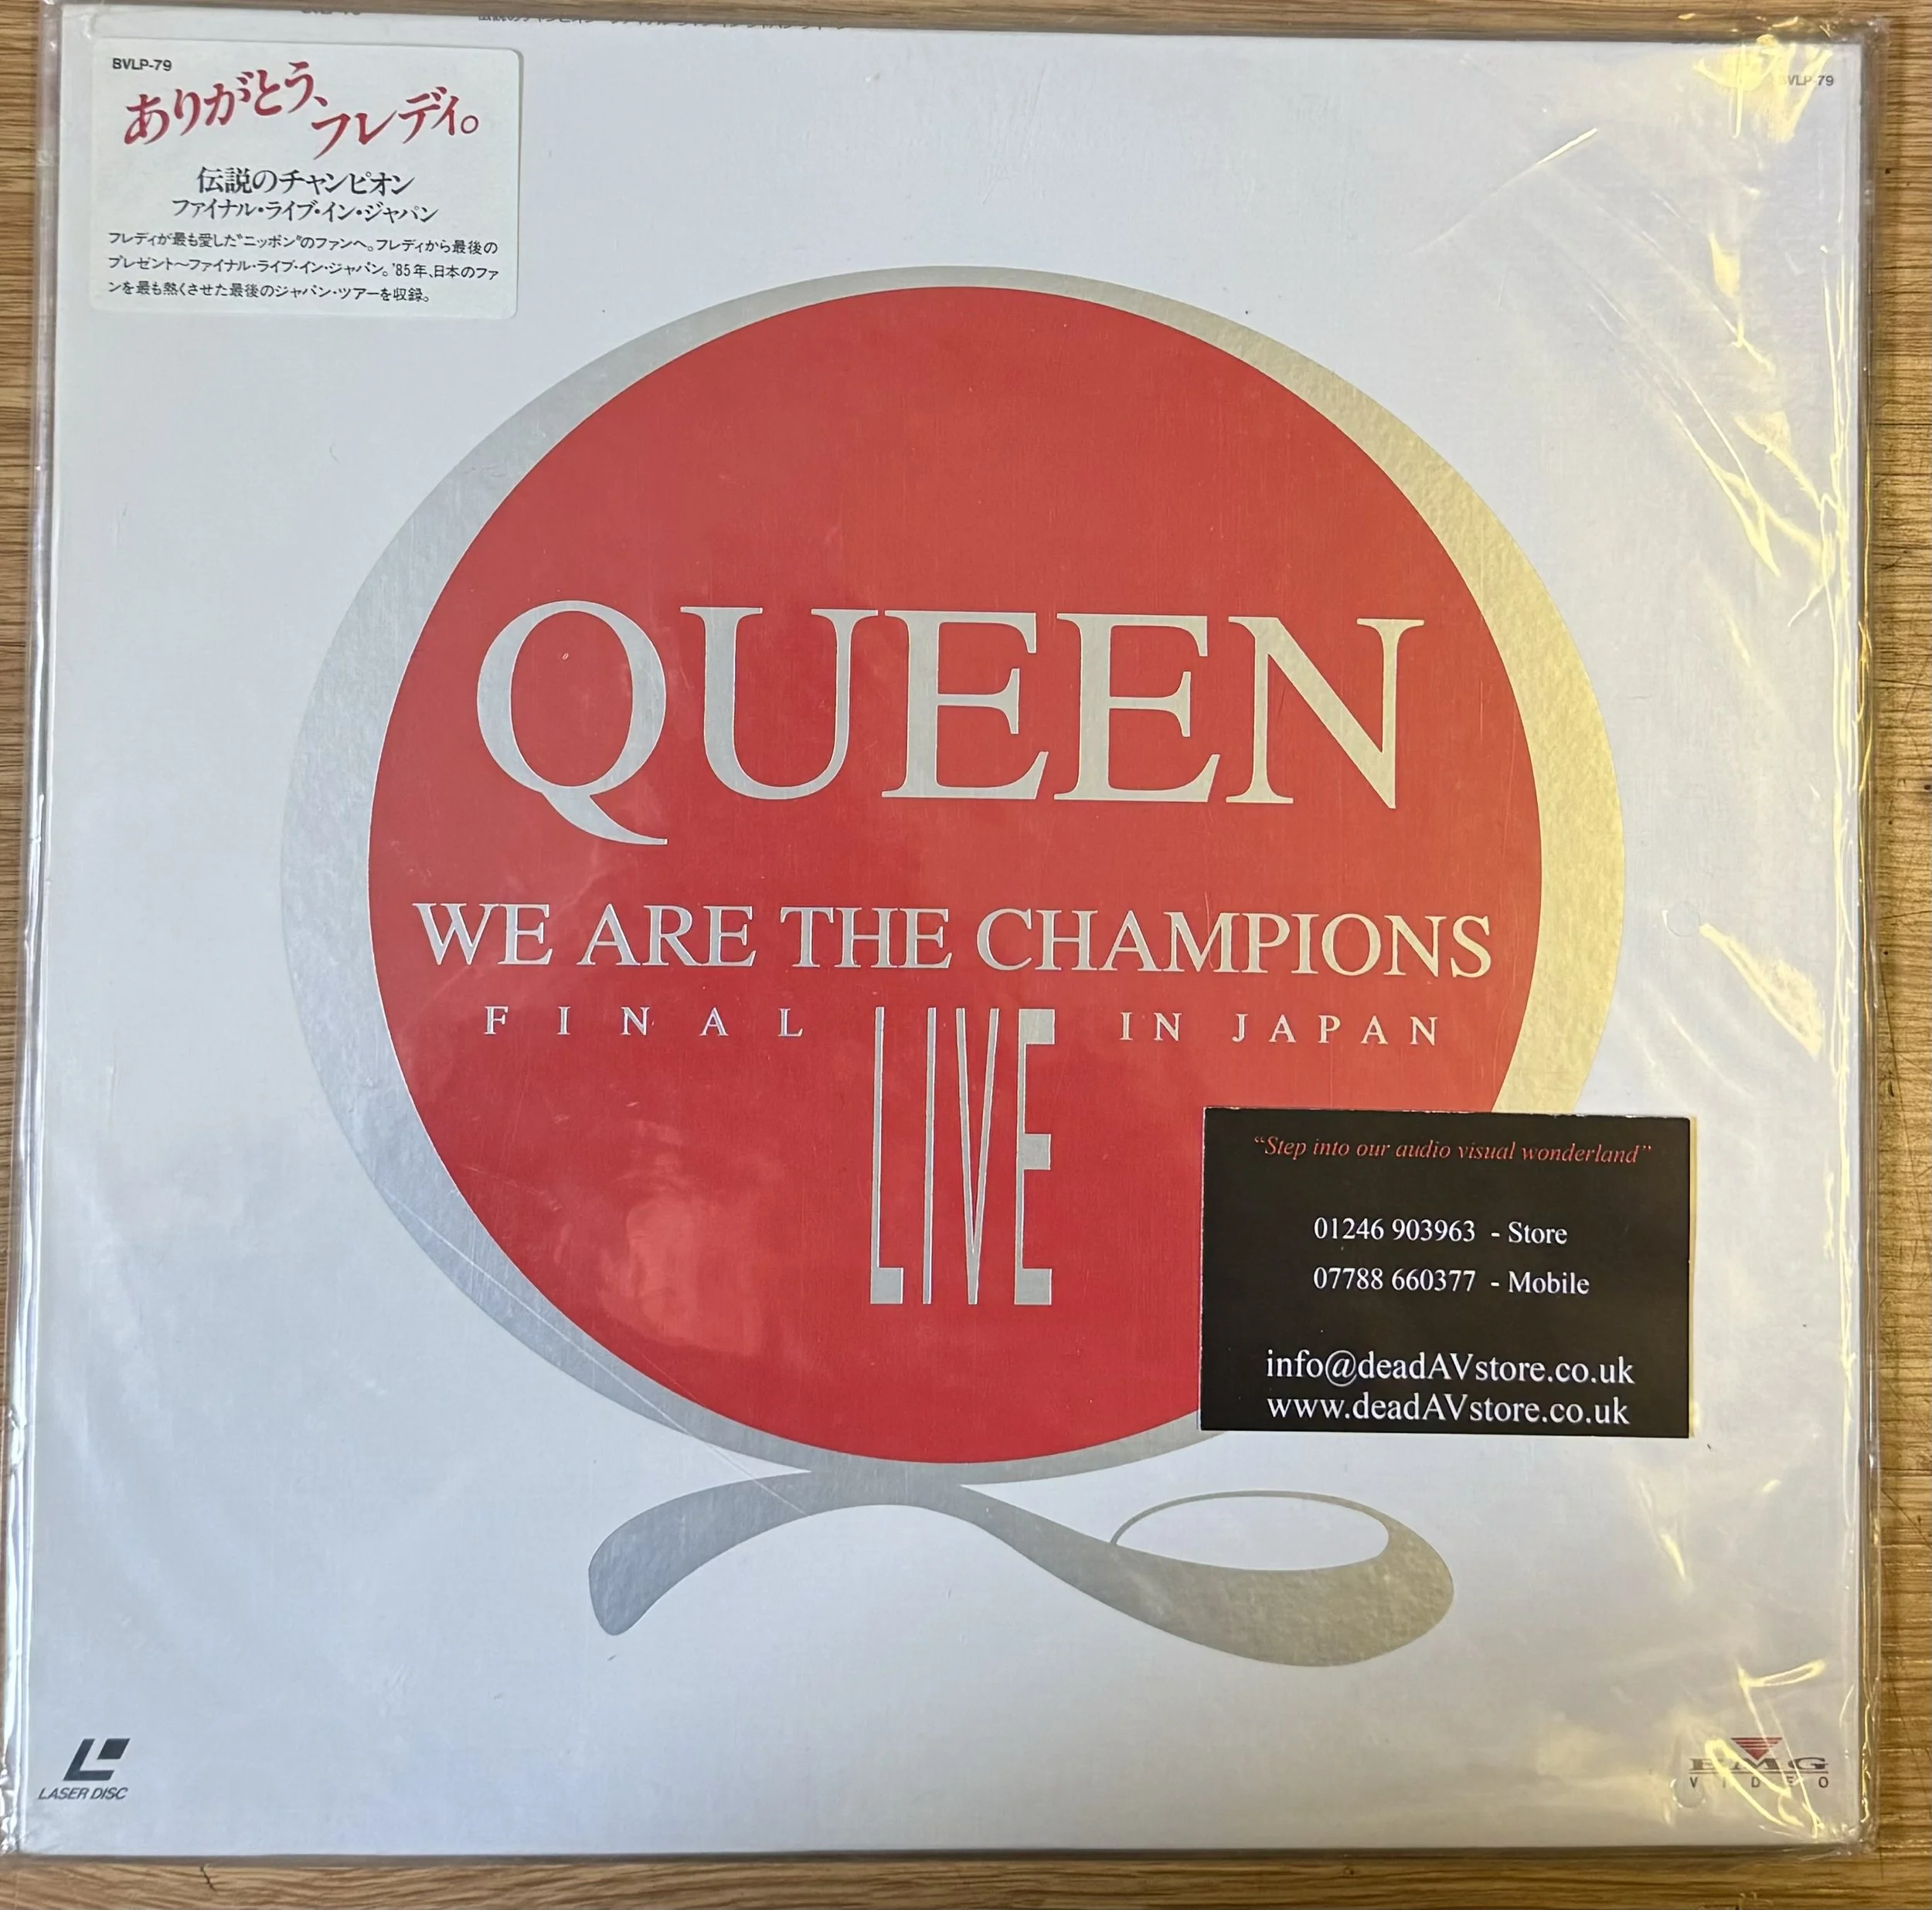 BVLP-79
ありがとう、
フレディ。
伝説のチャンピオン
ファイナル・ライブ・イン・ジャパン
フレディが最も愛した“ニッポン”のファンへ。フレディから最後の
プレゼント〜ファイナル・ライブ・イン・ジャパン。'85年、日本のファ
ンを最も熱くさせた最後のジャパン・ツアーを収録。
BVLP-79
QUEEN
WE ARE THE CHAMPIONS
FINAL LIVE IN JAPAN
“Step into our audio visual wonderland”
01246 903963 - Store
07788 660377 - Mobile
info@deadAVstore.co.uk
www.deadAVstore.co.uk
LASER DISC
BMG
VIDEO